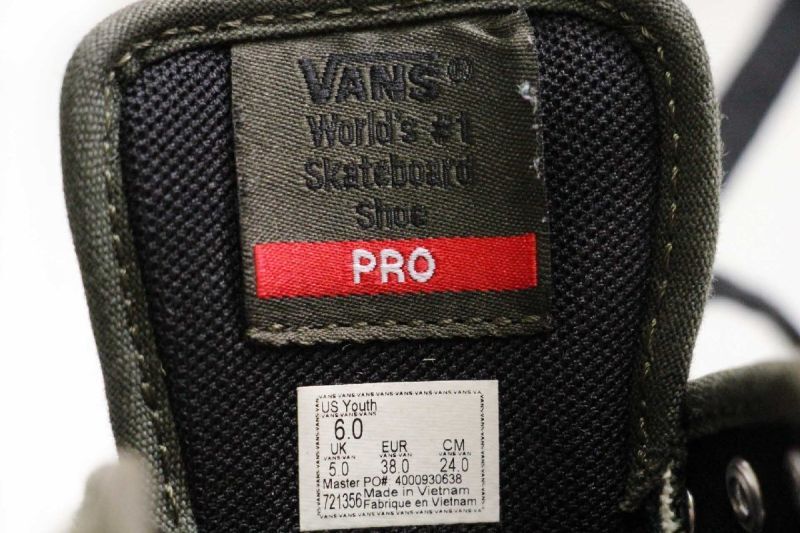 VANS®
World's #1
Skateboard
Shoe
PRO
US Youth
6.0
UK EUR CM
5.0 38.0 24.0
Master PO# 4000930638
721356 Made in Vietnam
Fabrique en Vietnam